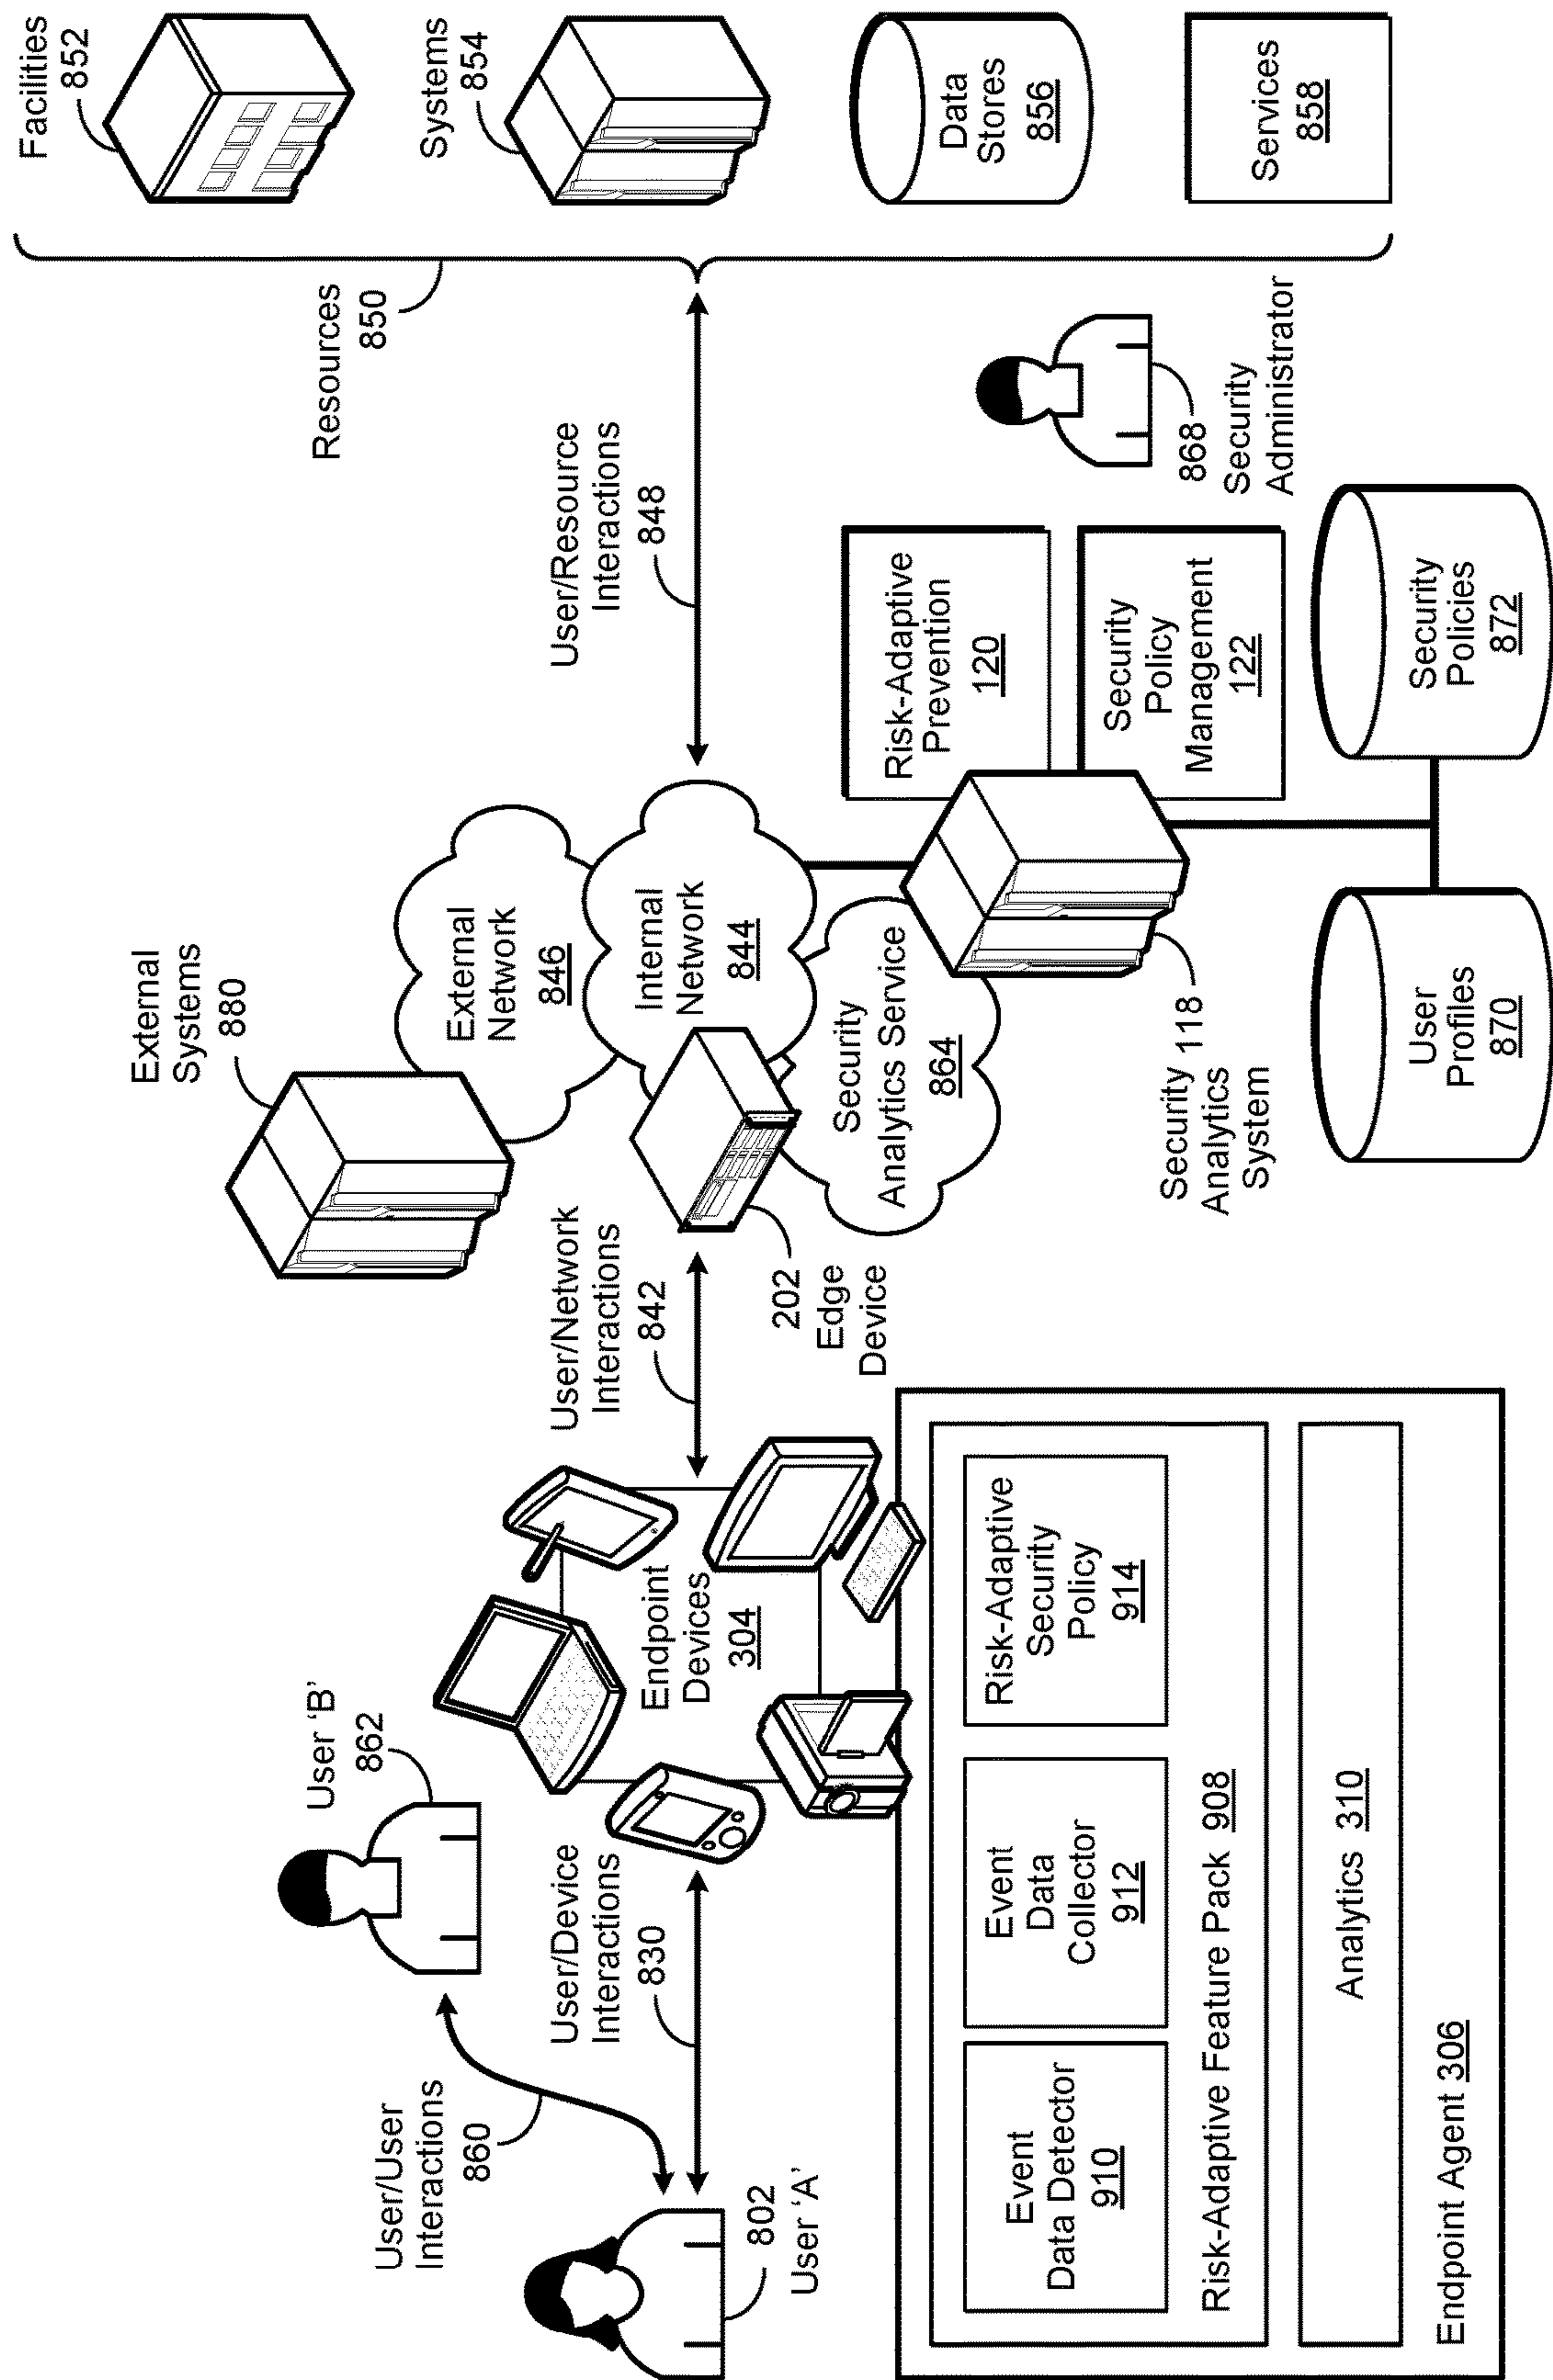 Facilities
852
Systems
854
Data
Stores
856
Services
858
Resources
850
User/Resource
Interactions
848
868
Security
Administrator
External
Systems
880
External
Network
846
Internal
Network
844
Security
Analytics Service
864
Risk-Adaptive
Prevention
120
Security
Policy
Management
122
Security 118
Analytics
System
Security
Policies
872
User
Profiles
870
User/Network
Interactions
842
202
Edge
Device
User 'B'
862
User/User
Interactions
860
User/Device
Interactions
830
802
User 'A'
Endpoint
Devices
304
Event
Data Detector
910
Event
Data
Collector
912
Risk-Adaptive
Security
Policy
914
Risk-Adaptive Feature Pack 908
Analytics 310
Endpoint Agent 306